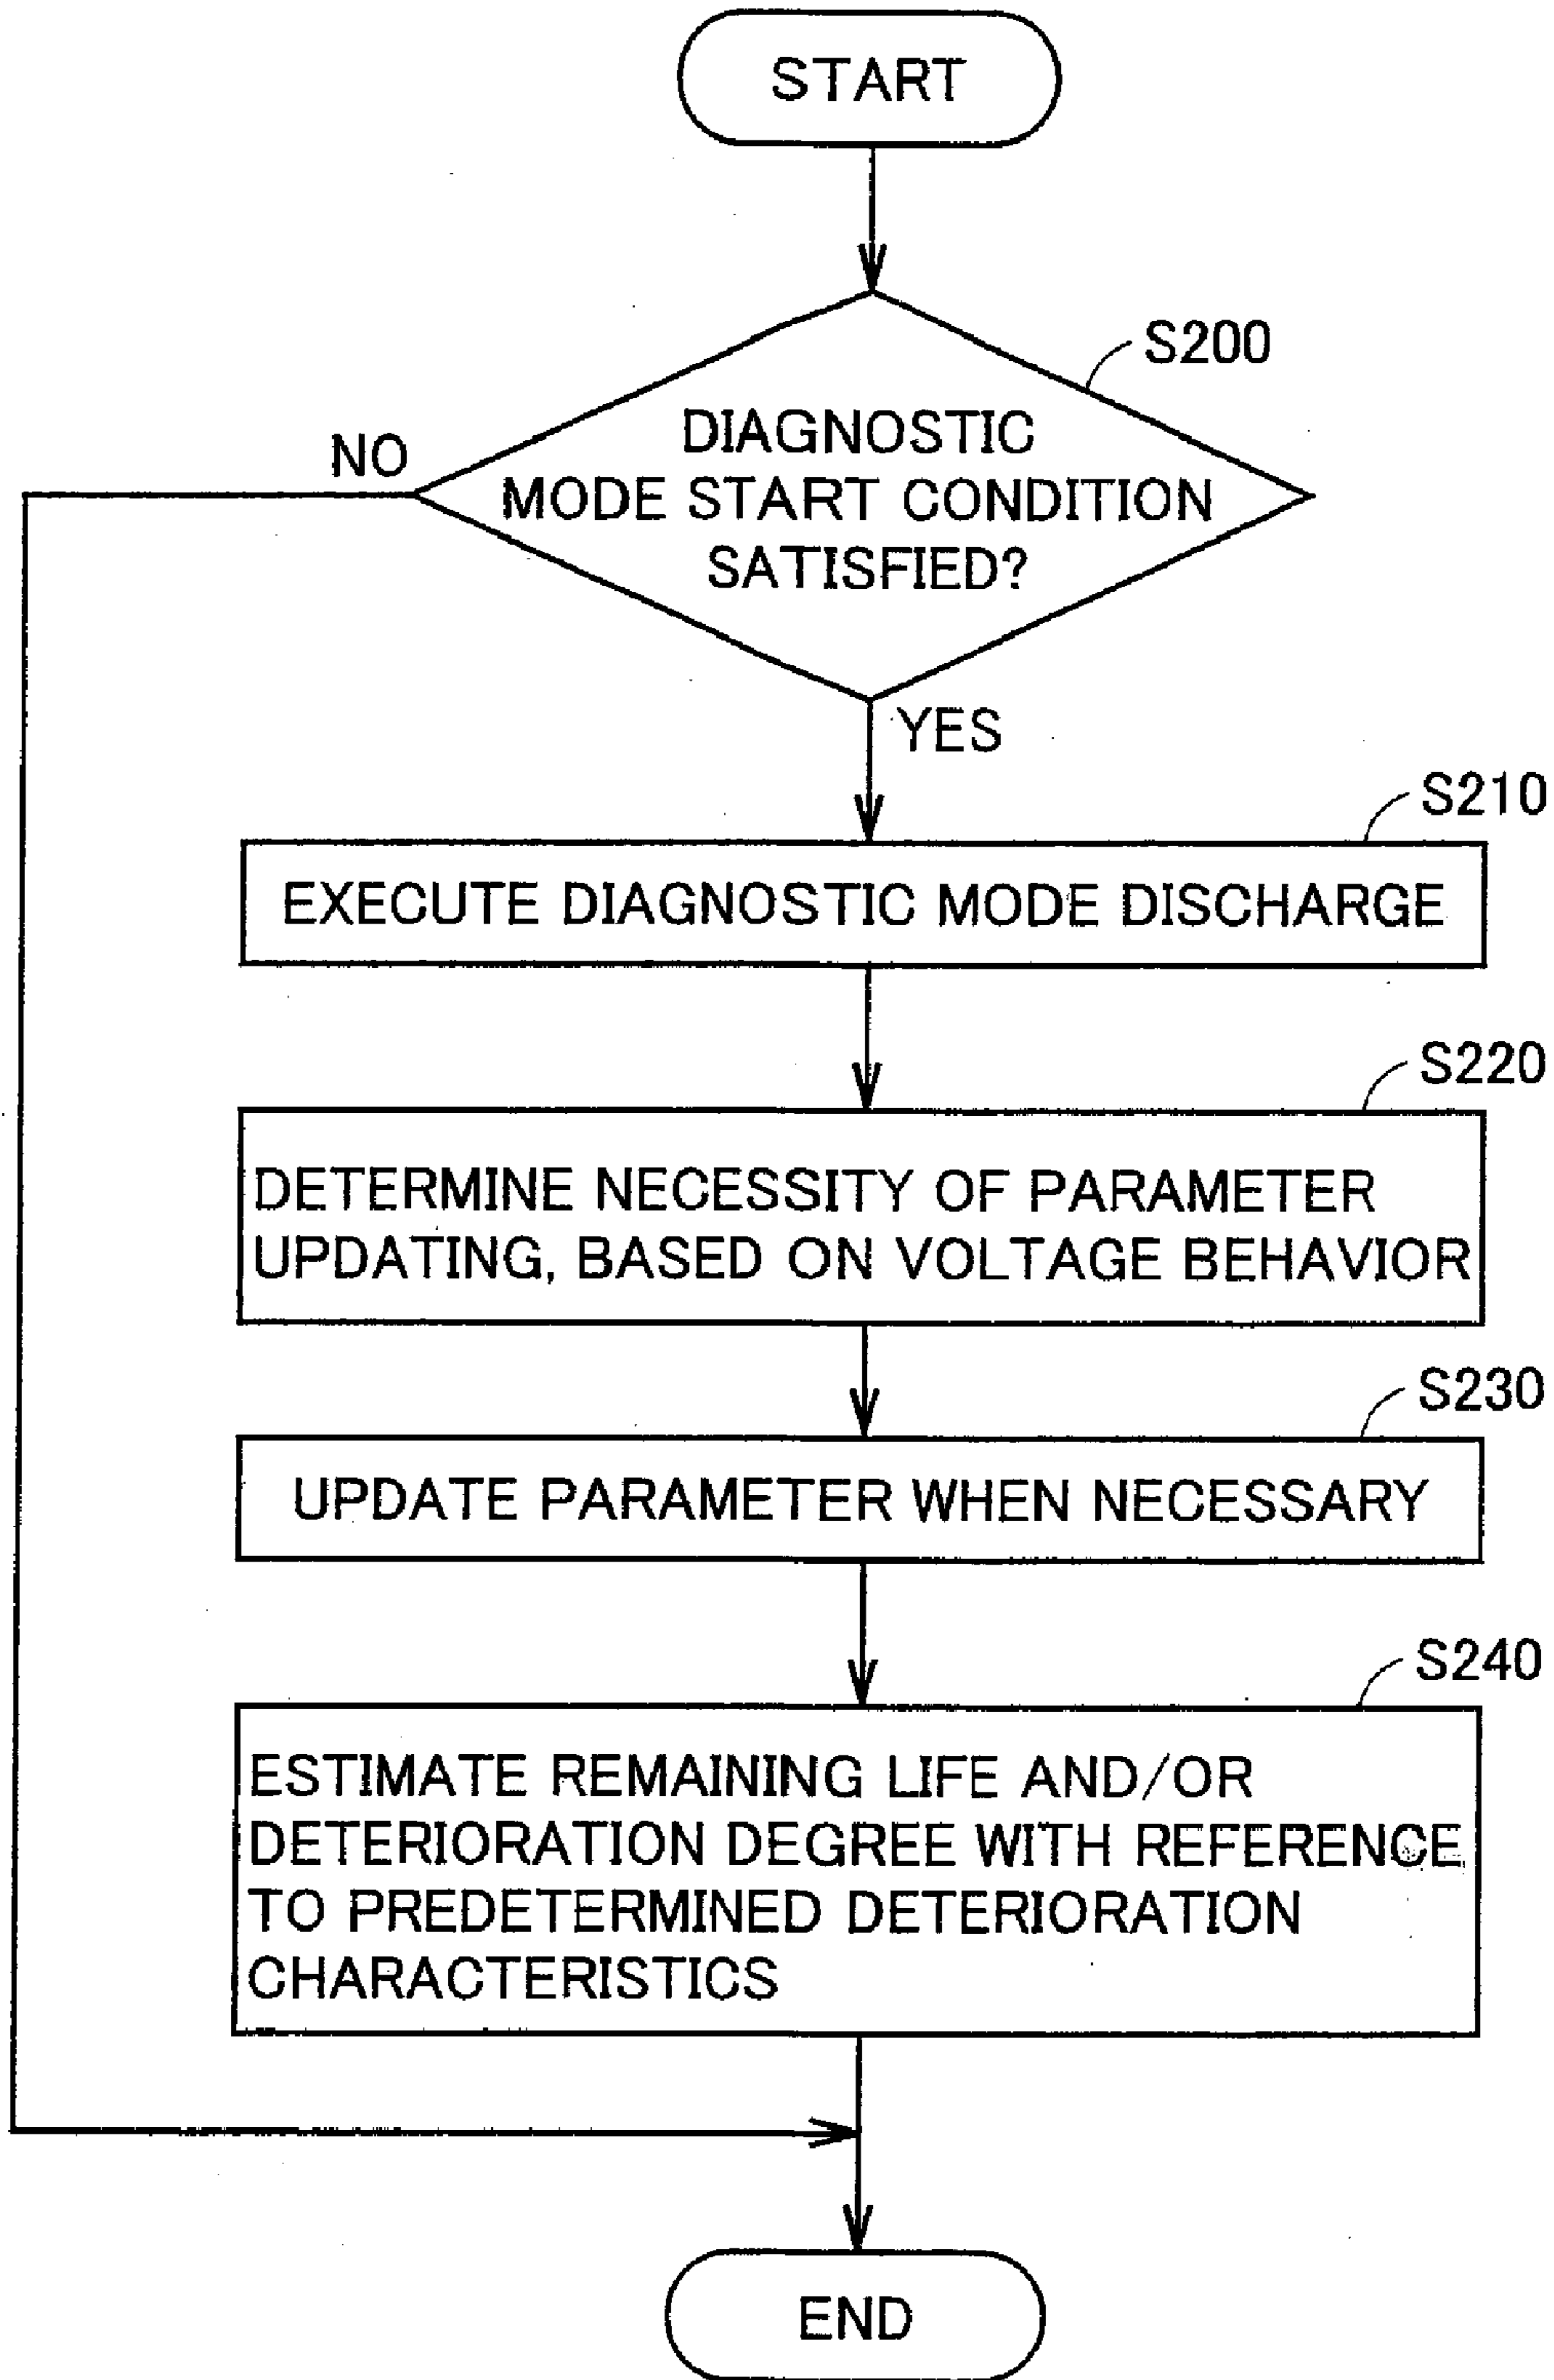 START
S200
DIAGNOSTIC
MODE START CONDITION
SATISFIED?
NO
YES
S210
EXECUTE DIAGNOSTIC MODE DISCHARGE
S220
DETERMINE NECESSITY OF PARAMETER
UPDATING, BASED ON VOLTAGE BEHAVIOR
S230
UPDATE PARAMETER WHEN NECESSARY
S240
ESTIMATE REMAINING LIFE AND/OR
DETERIORATION DEGREE WITH REFERENCE
TO PREDETERMINED DETERIORATION
CHARACTERISTICS
END